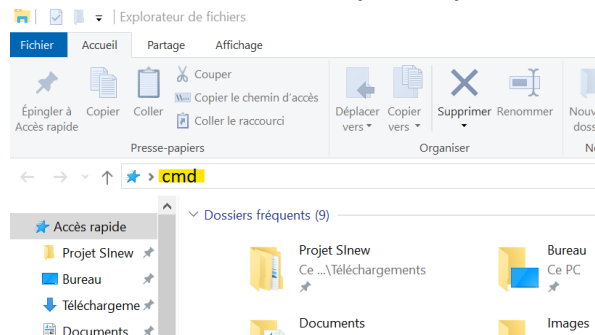 Explorateur de fichiers
Fichier Accueil Partage Affichage
Épingler à Accès rapide
Copier
Coller
Couper
Copier le chemin d'accès
Coller le raccourci
Déplacer vers
Copier vers
Supprimer
Renommer
Presse-papiers
Organiser
cmd
Accès rapide
Projet SInew
Bureau
Téléchargeme
Documents
Dossiers fréquents (9)
Projet SInew
Ce ...\Téléchargements
Bureau
Ce PC
Documents
Images